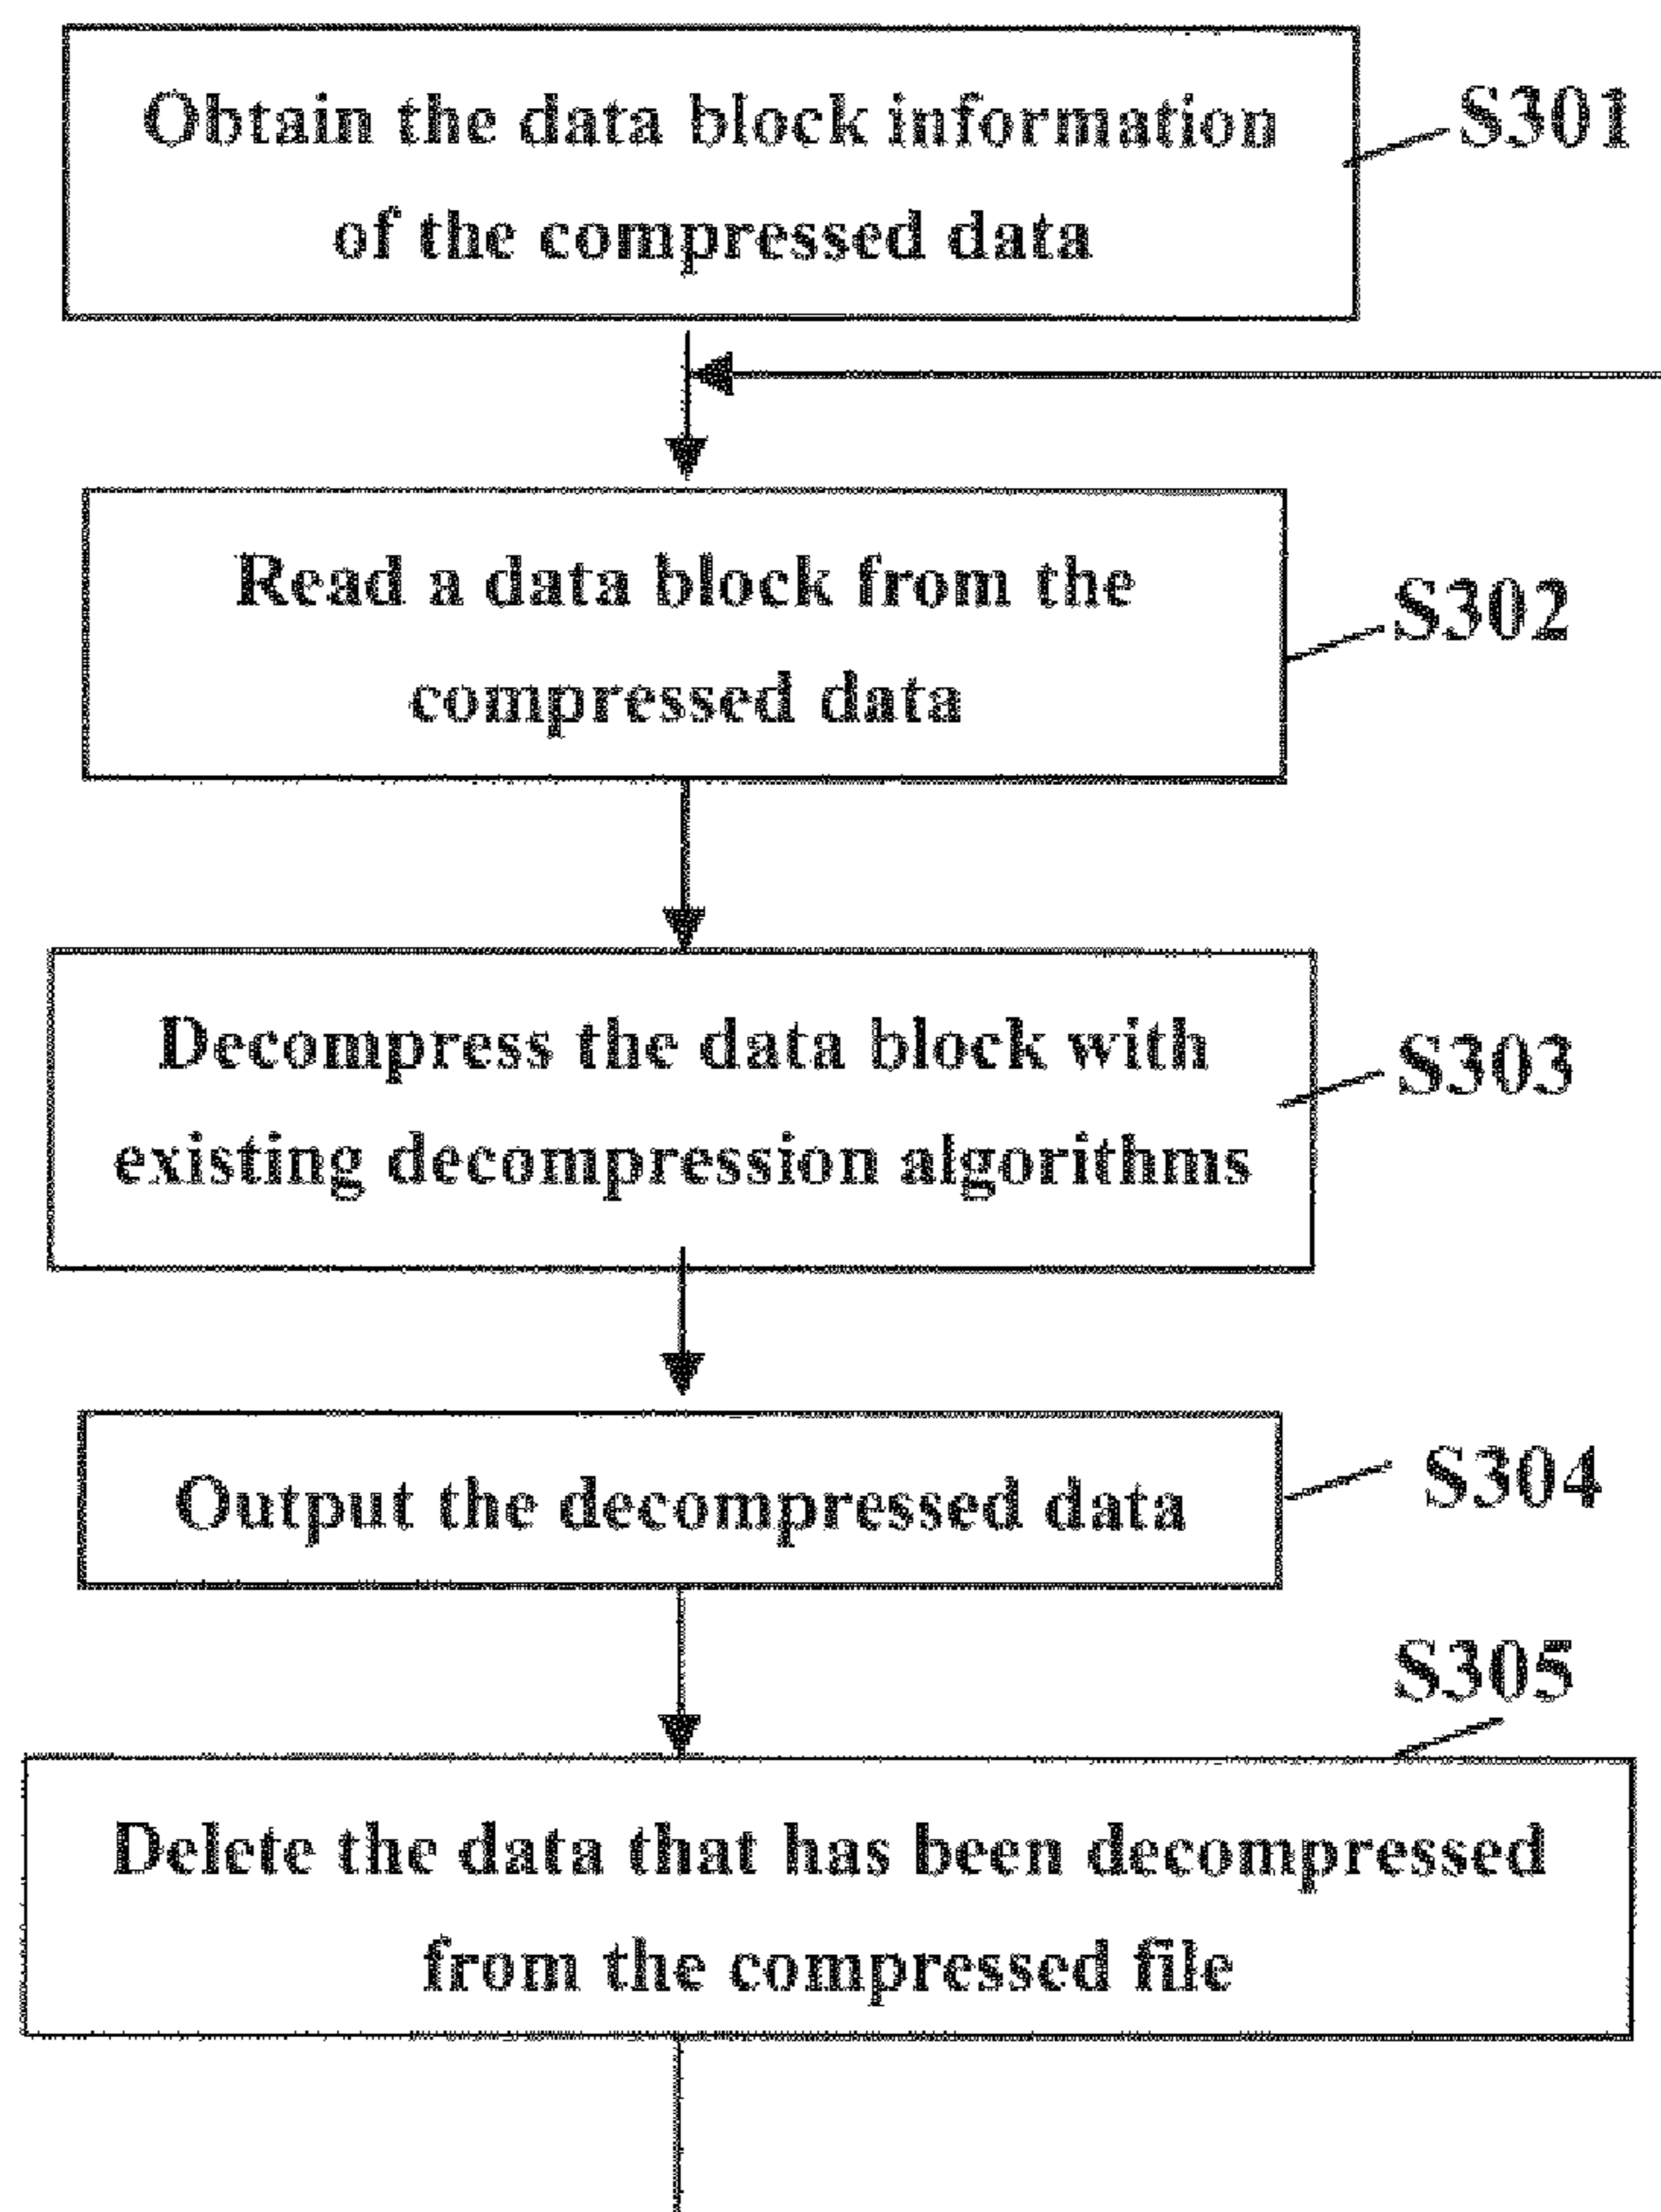 Obtain the data block information
of the compressed data
S301
Read a data block from the
compressed data
S302
Decompress the data block with
existing decompression algorithms
S303
Output the decompressed data
S304
S305
Delete the data that has been decompressed
from the compressed file